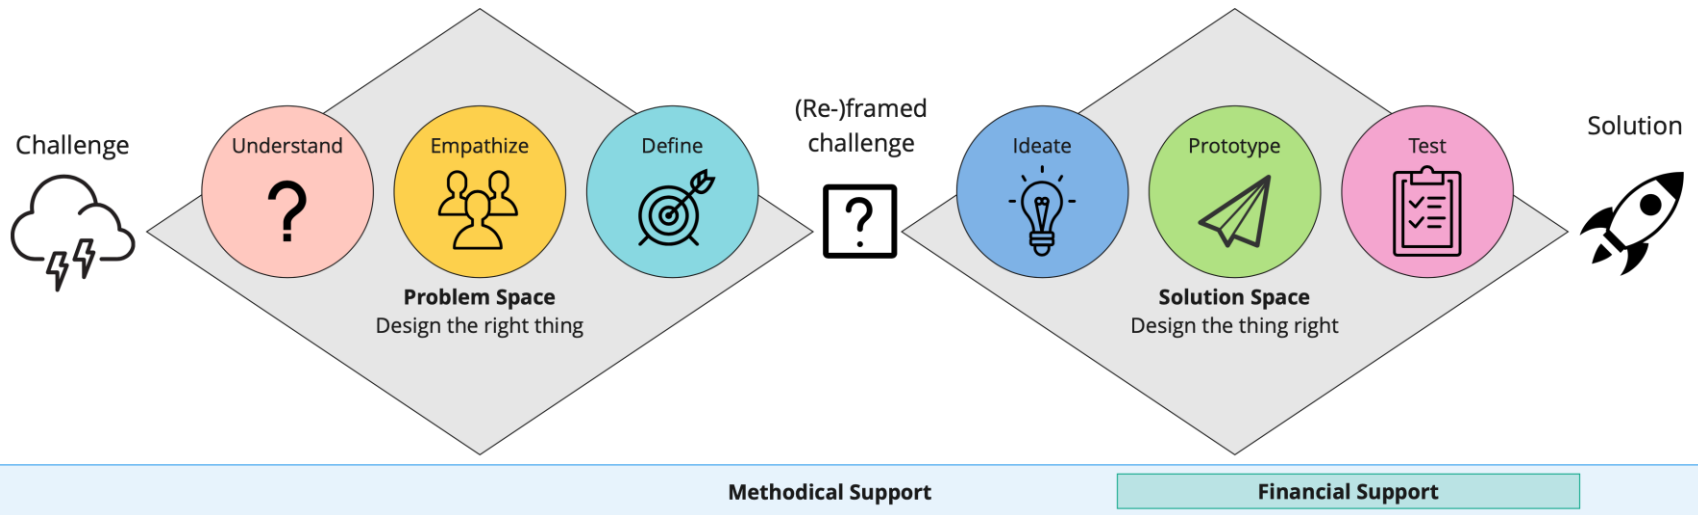 Challenge
Understand
Empathize
Define
Problem Space
Design the right thing
(Re-)framed
challenge
Ideate
Prototype
Test
Solution Space
Design the thing right
Solution
Methodical Support
Financial Support